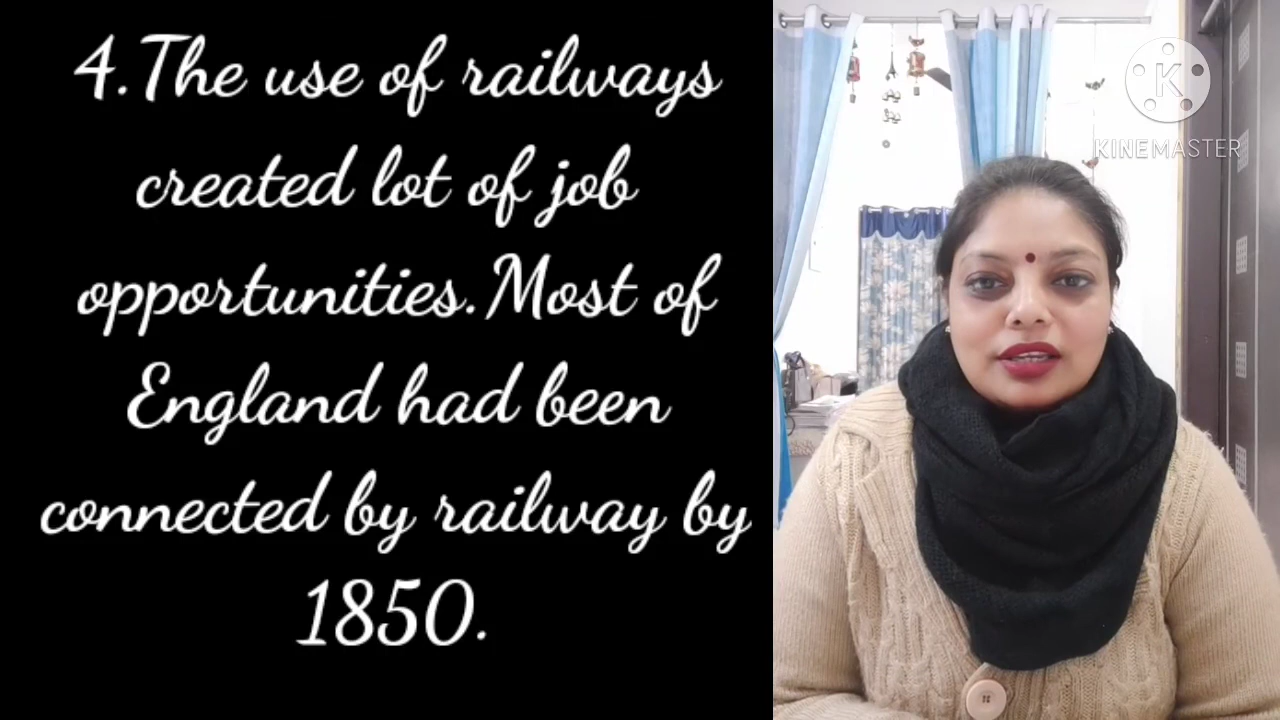 4.The use of railways
created lot of job
opportunities.Most of
England had been
connected by railway by
1850.
K
KINEMASTER